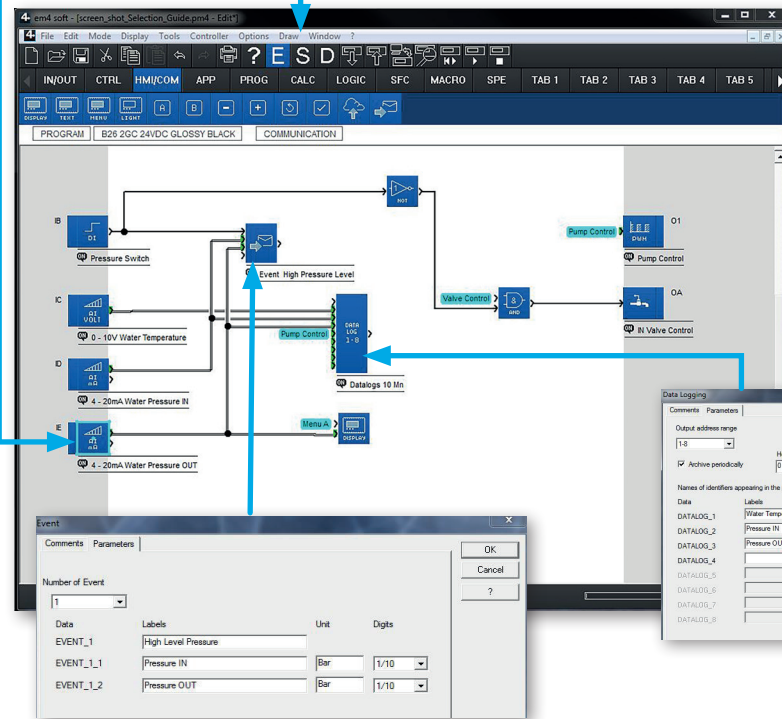 4- em4 soft - [screen_shot_Selection_Guide.pm4 - Edit*]
4 File Edit Mode Display Tools Controller Options Draw Window ?
? E S D
IN/OUT CTRL HMI/COM APP PROG CALC LOGIC SFC MACRO SPE TAB 1 TAB 2 TAB 3 TAB 4 TAB 5
DISPLAY TEXT MENU LIGHT A B - +
PROGRAM B26 2GC 24VDC GLOSSY BLACK COMMUNICATION
NOT
IB
DI
Pressure Switch
Event High Pressure Level
Pump Control
PWM
O1
Pump Control
IC
AI
VOLT
0 - 10V Water Temperature
Pump Control
DATA
LOG
1-8
Datalogs 10 Mn
Valve Control
&
AND
OA
IN Valve Control
ID
AI
mA
4 - 20mA Water Pressure IN
IE
AI
mA
4 - 20mA Water Pressure OUT
Menu A
DISPLAY
Data Logging
Comments Parameters
Output address range
1-8
Archive periodically
0
Names of identifiers appearing in the
Data Labels
DATALOG_1 Water Temp
DATALOG_2 Pressure IN
DATALOG_3 Pressure OU
DATALOG_4
DATALOG_5
DATALOG_6
DATALOG_7
DATALOG_8
Event
X
Comments Parameters
OK
Cancel
?
Number of Event
1
Data Labels Unit Digits
EVENT_1 High Level Pressure
EVENT_1_1 Pressure IN Bar 1/10
EVENT_1_2 Pressure OUT Bar 1/10